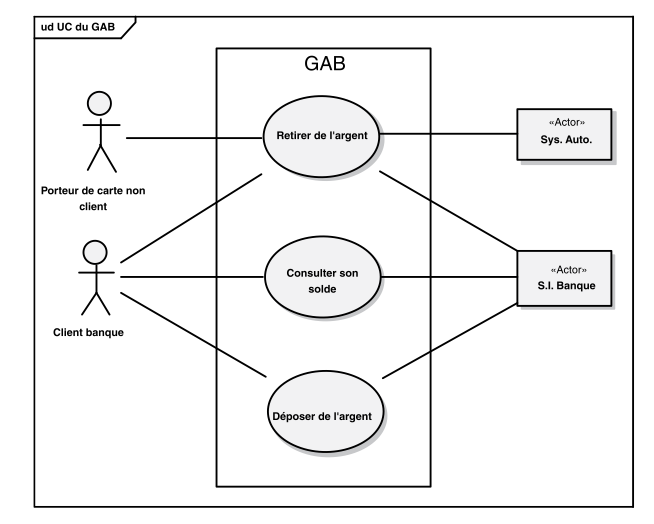 ud UC du GAB
GAB
Retirer de l'argent
«Actor»
Sys. Auto.
Porteur de carte non
client
Consulter son
solde
«Actor»
S.I. Banque
Client banque
Déposer de l'argent